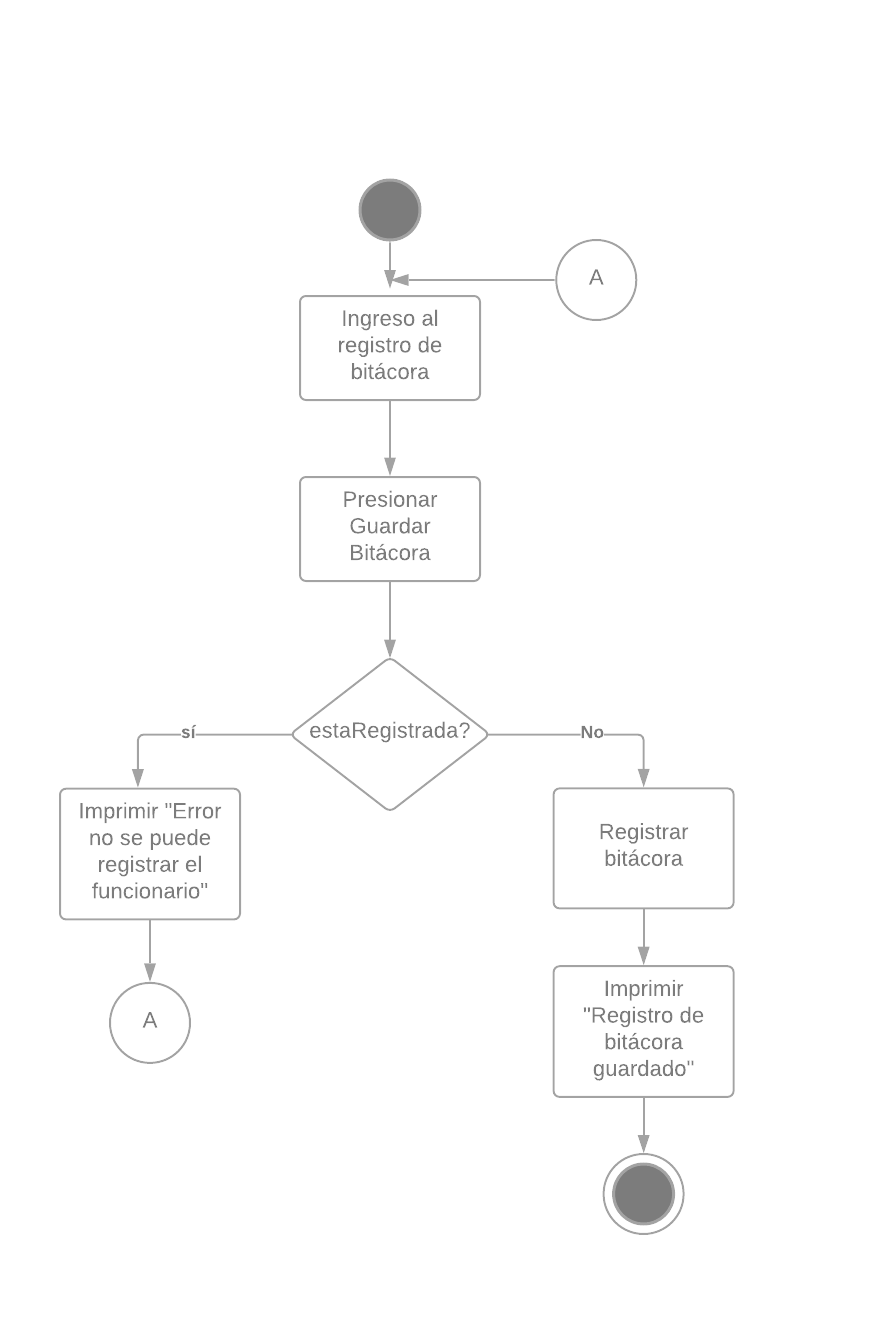 A
Ingreso al
registro de
bitácora
Presionar
Guardar
Bitácora
estaRegistrada?
sí
No
Imprimir "Error
no se puede
registrar el
funcionario"
A
Registrar
bitácora
Imprimir
"Registro de
bitácora
guardado"